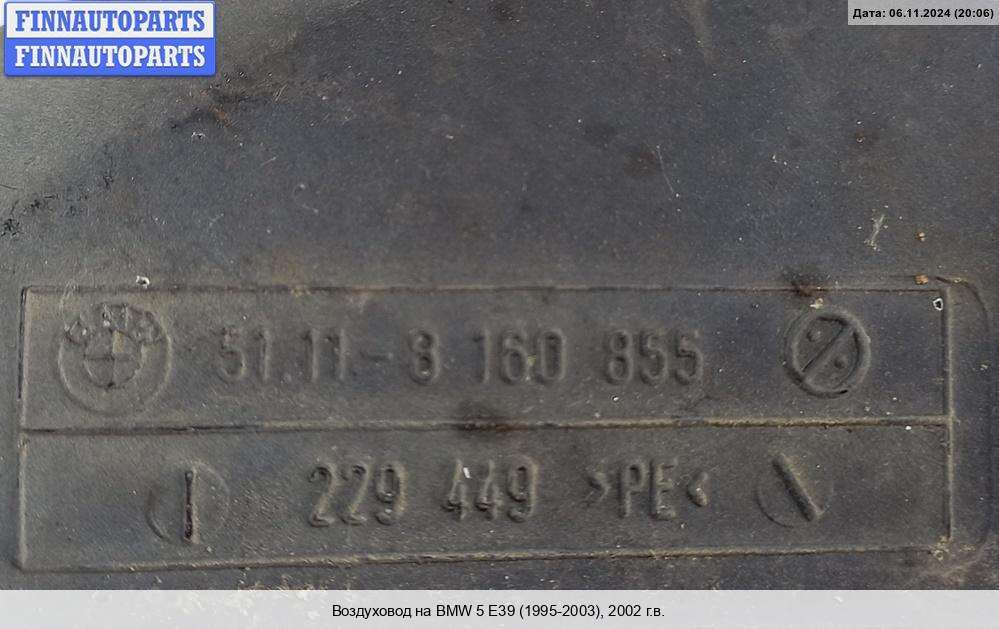 FINNAUTOPARTS
FINNAUTOPARTS
Дата: 06.11.2024 (20:06)
BMW
51.11-8 160 855
229 449 >PE<
Воздуховод на BMW 5 E39 (1995-2003), 2002 г.в.